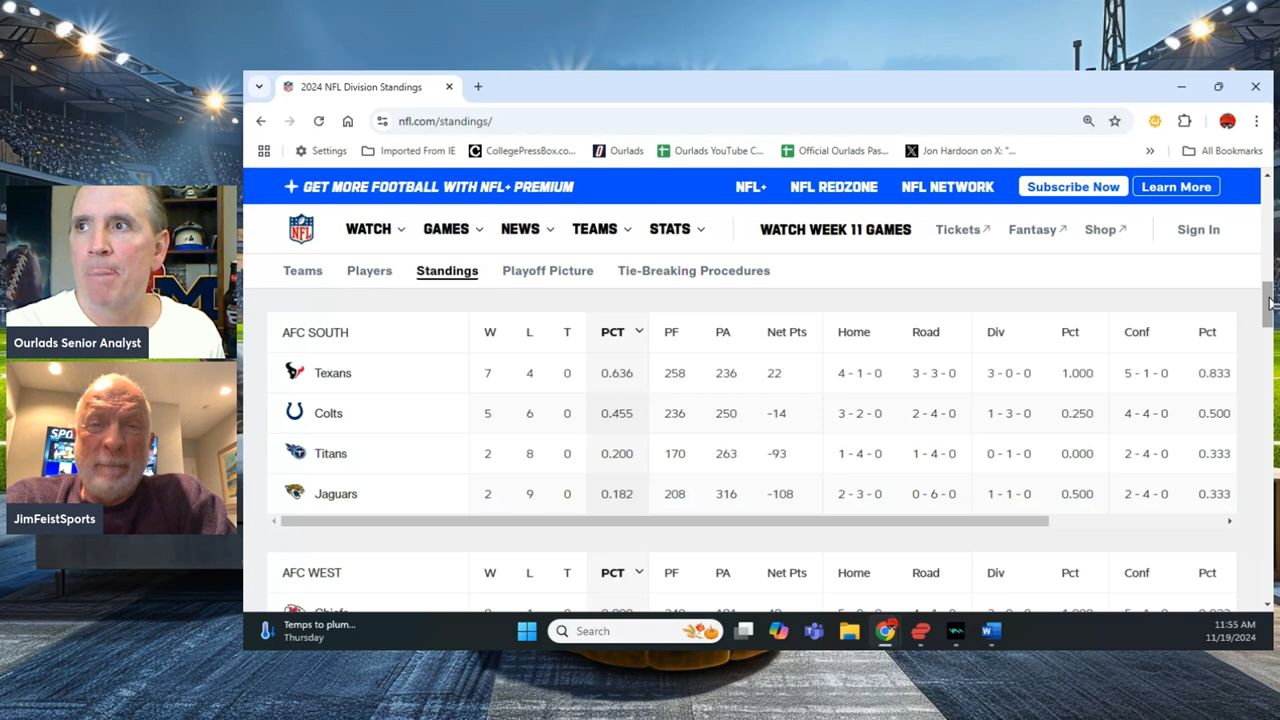 2024 NFL Division Standings
nfl.com/standings/
Settings Imported From IE CollegePressBox.co... Ourlads Ourlads YouTube C... Official Ourlads Pas... Jon Hardoon on X: "... » All Bookmarks
GET MORE FOOTBALL WITH NFL+ PREMIUM NFL+ NFL REDZONE NFL NETWORK Subscribe Now Learn More
NFL WATCH GAMES NEWS TEAMS STATS WATCH WEEK 11 GAMES Tickets Fantasy Shop Sign In
Teams Players Standings Playoff Picture Tie-Breaking Procedures
AFC SOUTH W L T PCT PF PA Net Pts Home Road Div Pct Conf Pct
Texans 7 4 0 0.636 258 236 22 4 - 1 - 0 3 - 3 - 0 3 - 0 - 0 1.000 5 - 1 - 0 0.833
Colts 5 6 0 0.455 236 250 -14 3 - 2 - 0 2 - 4 - 0 1 - 3 - 0 0.250 4 - 4 - 0 0.500
Titans 2 8 0 0.200 170 263 -93 1 - 4 - 0 1 - 4 - 0 0 - 1 - 0 0.000 2 - 4 - 0 0.333
Jaguars 2 9 0 0.182 208 316 -108 2 - 3 - 0 0 - 6 - 0 1 - 1 - 0 0.500 2 - 4 - 0 0.333
AFC WEST W L T PCT PF PA Net Pts Home Road Div Pct Conf Pct
Chiefs
Temps to plum...
Thursday
Search
11:55 AM
11/19/2024
M
Ourlads Senior Analyst
SPO
JimFeistSports